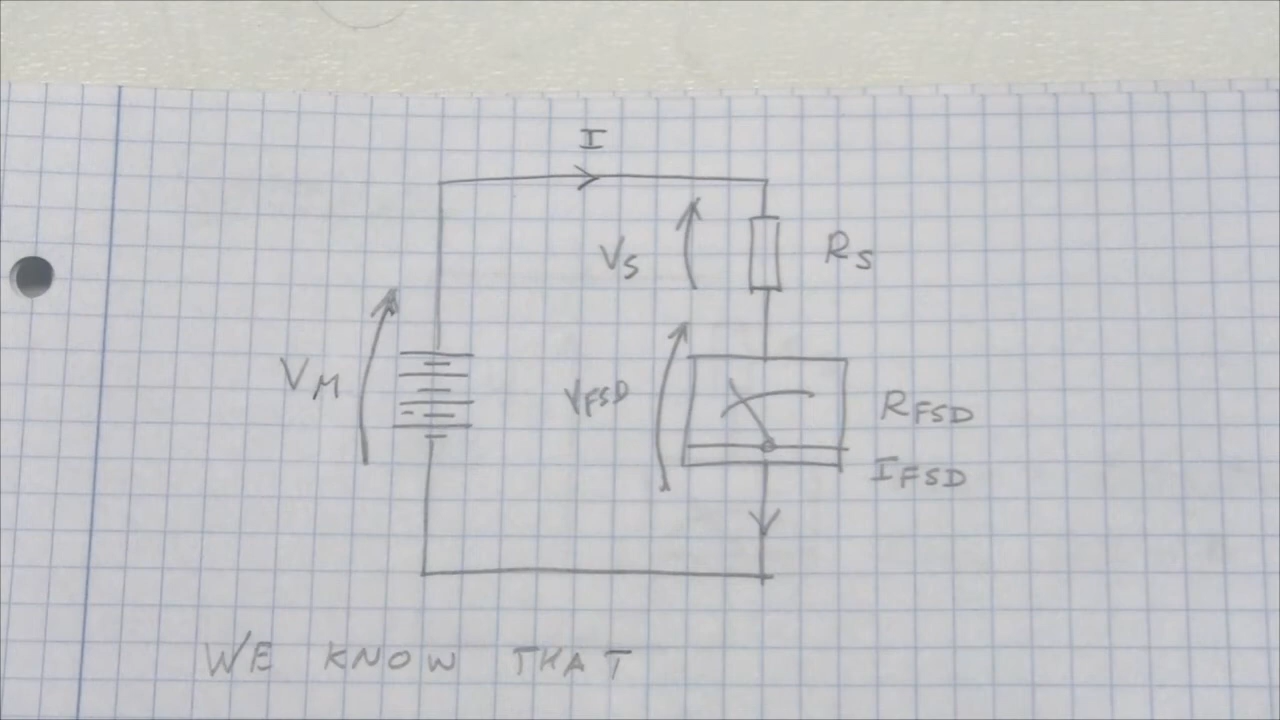 I
VS
RS
VM
VFSD
RFSD
IFSD
WE KNOW THAT